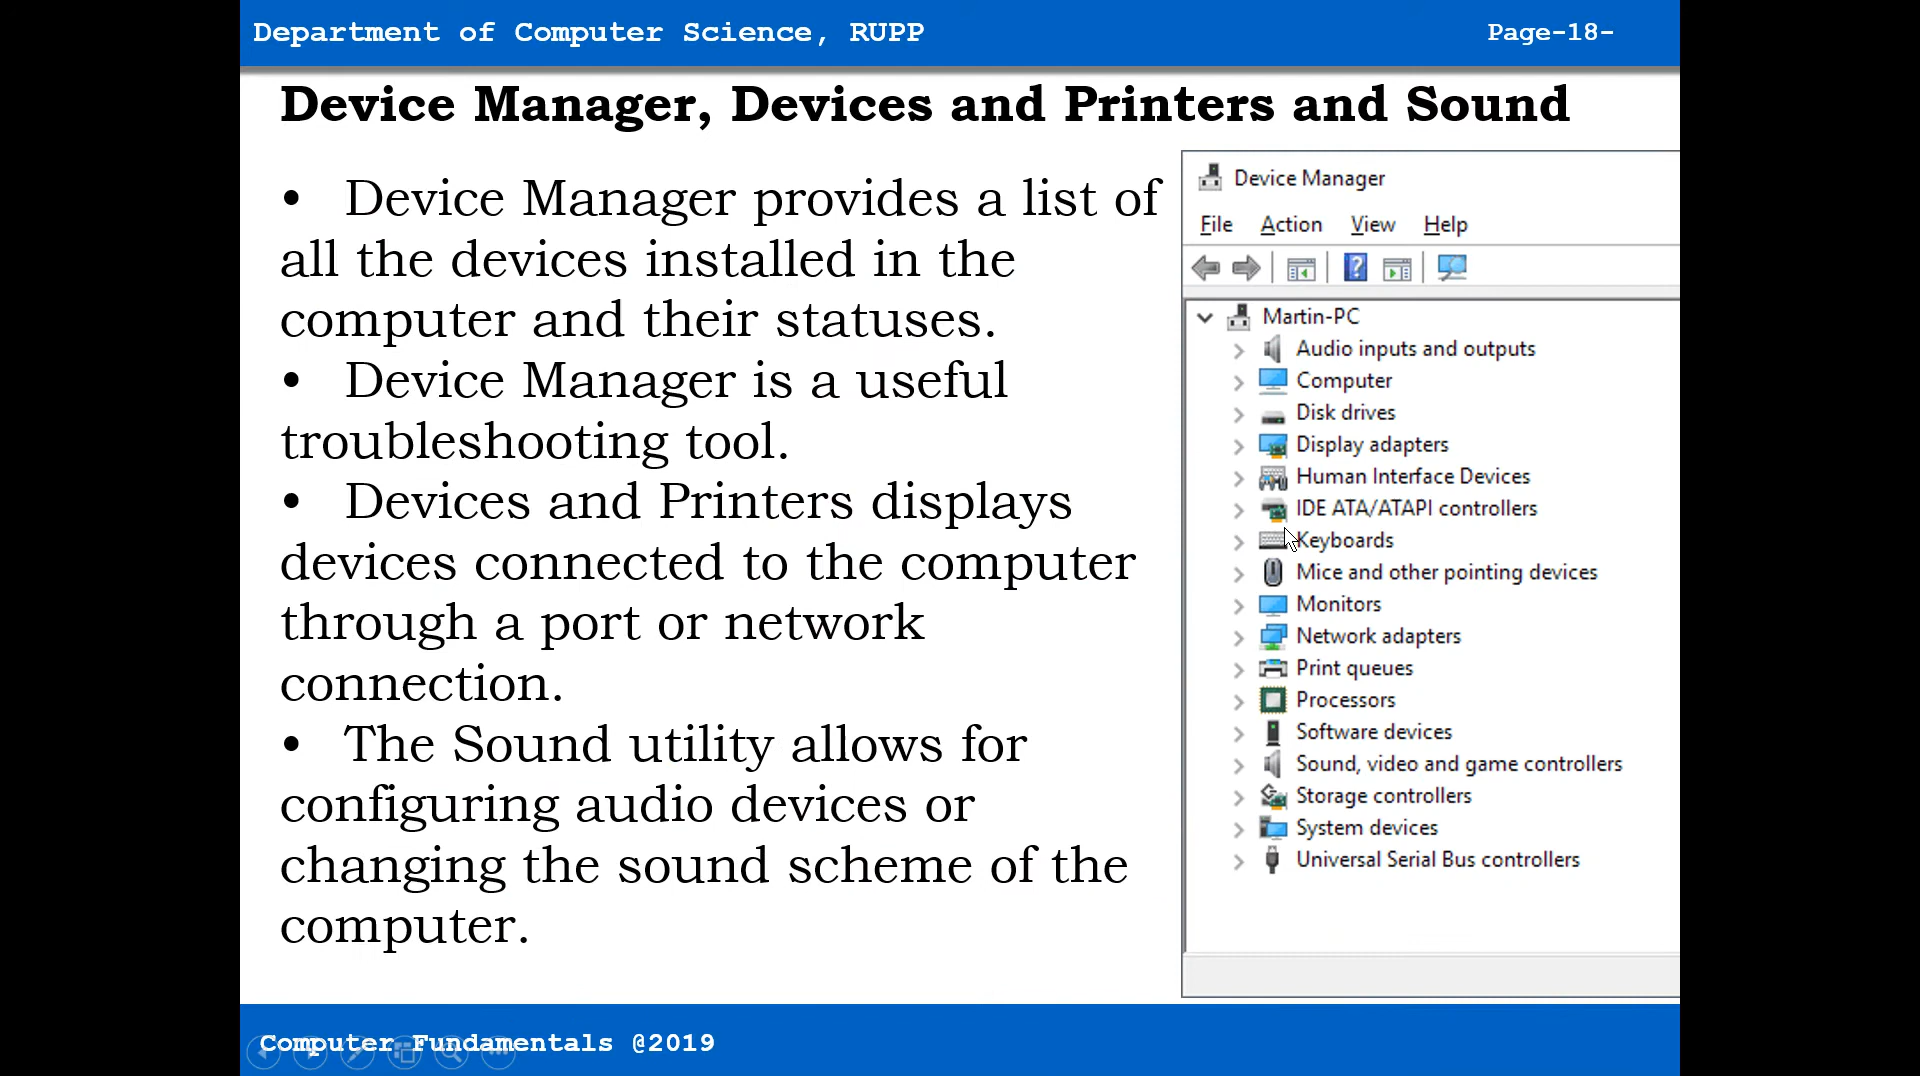 Department of Computer Science, RUPP
Page-18-
Device Manager, Devices and Printers and Sound
• Device Manager provides a list of
all the devices installed in the
computer and their statuses.
• Device Manager is a useful
troubleshooting tool.
• Devices and Printers displays
devices connected to the computer
through a port or network
connection.
• The Sound utility allows for
configuring audio devices or
changing the sound scheme of the
computer.
Device Manager
File Action View Help
Martin-PC
Audio inputs and outputs
Computer
Disk drives
Display adapters
Human Interface Devices
IDE ATA/ATAPI controllers
Keyboards
Mice and other pointing devices
Monitors
Network adapters
Print queues
Processors
Software devices
Sound, video and game controllers
Storage controllers
System devices
Universal Serial Bus controllers
Computer Fundamentals @2019